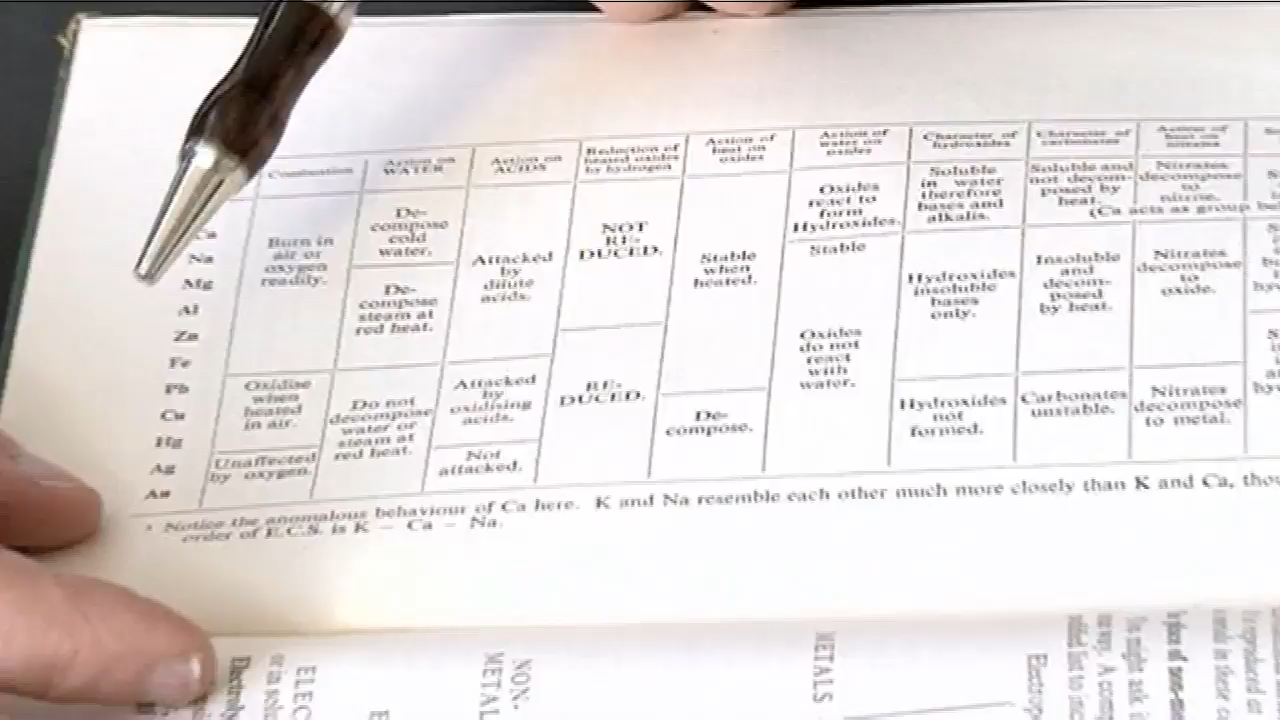 Combustion
Action on
WATER
Action on
ACIDS
Reduction of
heated oxides
by hydrogen
Action of
heat on
oxides
Action of
water on
oxides
Character of
hydroxides
Character of
carbonates
Action of
heat on
nitrates
Ca
Na
Mg
Al
Zn
Fe
Pb
Cu
Hg
Ag
Au
Burn in
air or
oxygen
readily.
Oxidise
when
heated
in air.
Unaffected
by oxygen.
De-
compose
cold
water.
De-
compose
steam at
red heat.
Do not
decompose
water or
steam at
red heat.
Attacked
by
dilute
acids.
Attacked
by
oxidising
acids.
Not
attacked.
NOT
RE-
DUCED.
RE-
DUCED.
Stable
when
heated.
De-
compose.
Oxides
react to
form
Hydroxides.
Stable
Oxides
do not
react
with
water.
Soluble
in water
therefore
bases and
alkalis.
Hydroxides
insoluble
bases
only.
Hydroxides
not
formed.
Soluble and
not decom-
posed by
heat.
Insoluble
and
decom-
posed
by heat.
Carbonates
unstable.
Nitrates
decompose
to
nitrite.
(Ca acts as group
Nitrates
decompose
to
oxide.
Nitrates
decompose
to metal.
* Notice the anomalous behaviour of Ca here. K and Na resemble each other much more closely than K and Ca,
order of E.C.S. is K – Ca – Na.
NON-
METAL
METALS